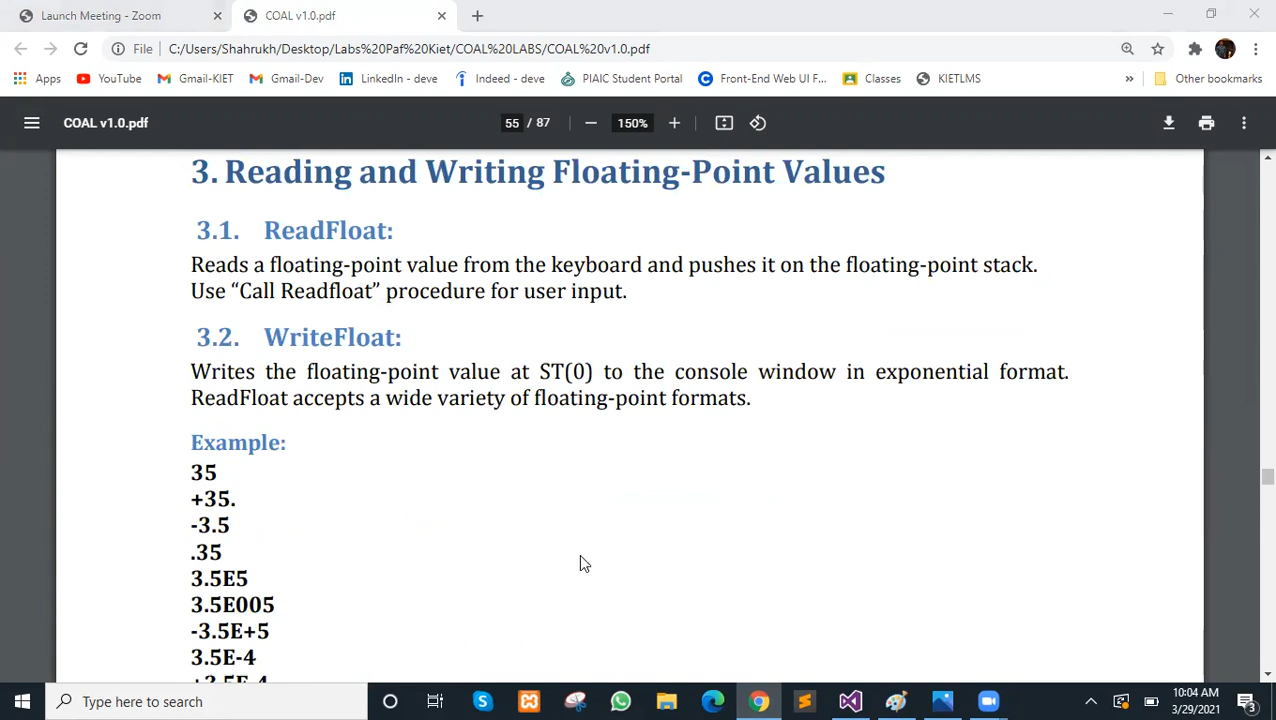 Launch Meeting - Zoom
COAL v1.0.pdf
File
C:/Users/Shahrukh/Desktop/Labs%20Paf%20Kiet/COAL%20LABS/COAL%20v1.0.pdf
Apps
YouTube
Gmail-KIET
Gmail-Dev
LinkedIn - deve
Indeed - deve
PIAIC Student Portal
Front-End Web UI F...
Classes
KIETLMS
»
Other bookmarks
COAL v1.0.pdf
55 / 87
150%
3. Reading and Writing Floating-Point Values
3.1. ReadFloat:
Reads a floating-point value from the keyboard and pushes it on the floating-point stack.
Use “Call Readfloat” procedure for user input.
3.2. WriteFloat:
Writes the floating-point value at ST(0) to the console window in exponential format.
ReadFloat accepts a wide variety of floating-point formats.
Example:
35
+35.
-3.5
.35
3.5E5
3.5E005
-3.5E+5
3.5E-4
+3.5E-4
Type here to search
10:04 AM
3/29/2021
3